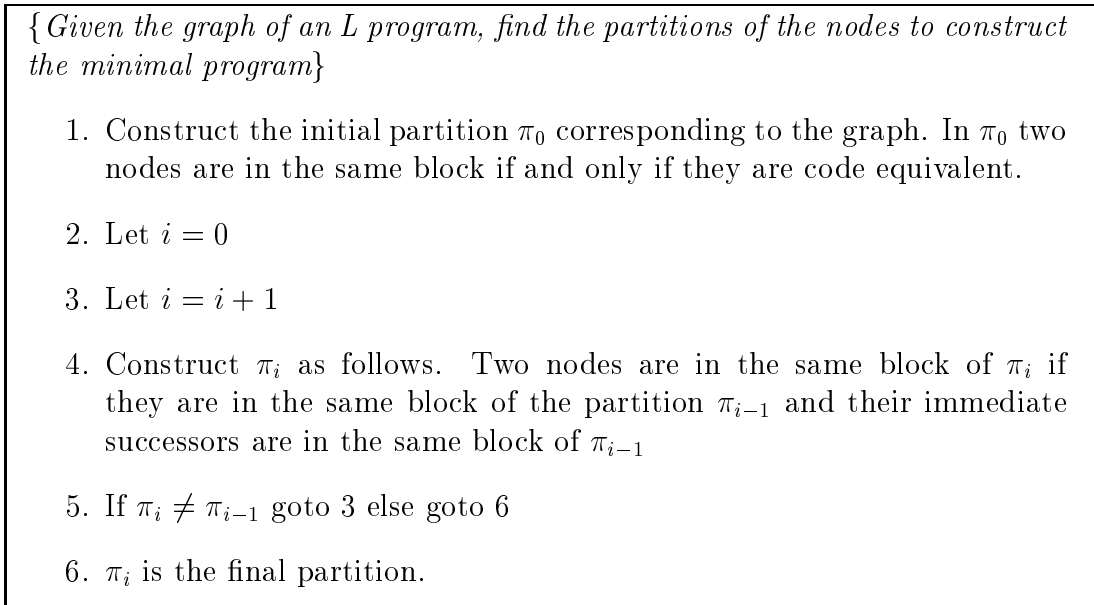 {Given the graph of an L program, find the partitions of the nodes to construct
the minimal program}
1. Construct the initial partition π₀ corresponding to the graph. In π₀ two
nodes are in the same block if and only if they are code equivalent.
2. Let i = 0
3. Let i = i + 1
4. Construct πᵢ as follows. Two nodes are in the same block of πᵢ if
they are in the same block of the partition πᵢ₋₁ and their immediate
successors are in the same block of πᵢ₋₁
5. If πᵢ ≠ πᵢ₋₁ goto 3 else goto 6
6. πᵢ is the final partition.